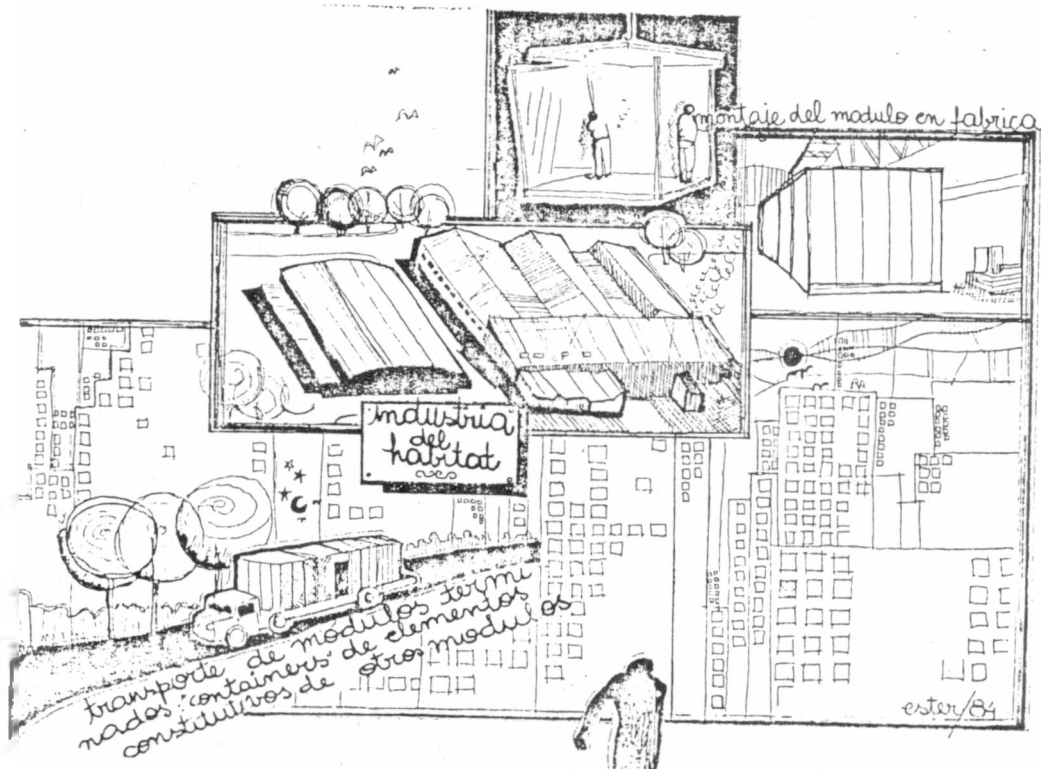 montaje del modulo en fabrica
industria
del
habitat
transporte de modulos termi
nados "containers" de elementos
constitutivos de otros modulos
ester/84